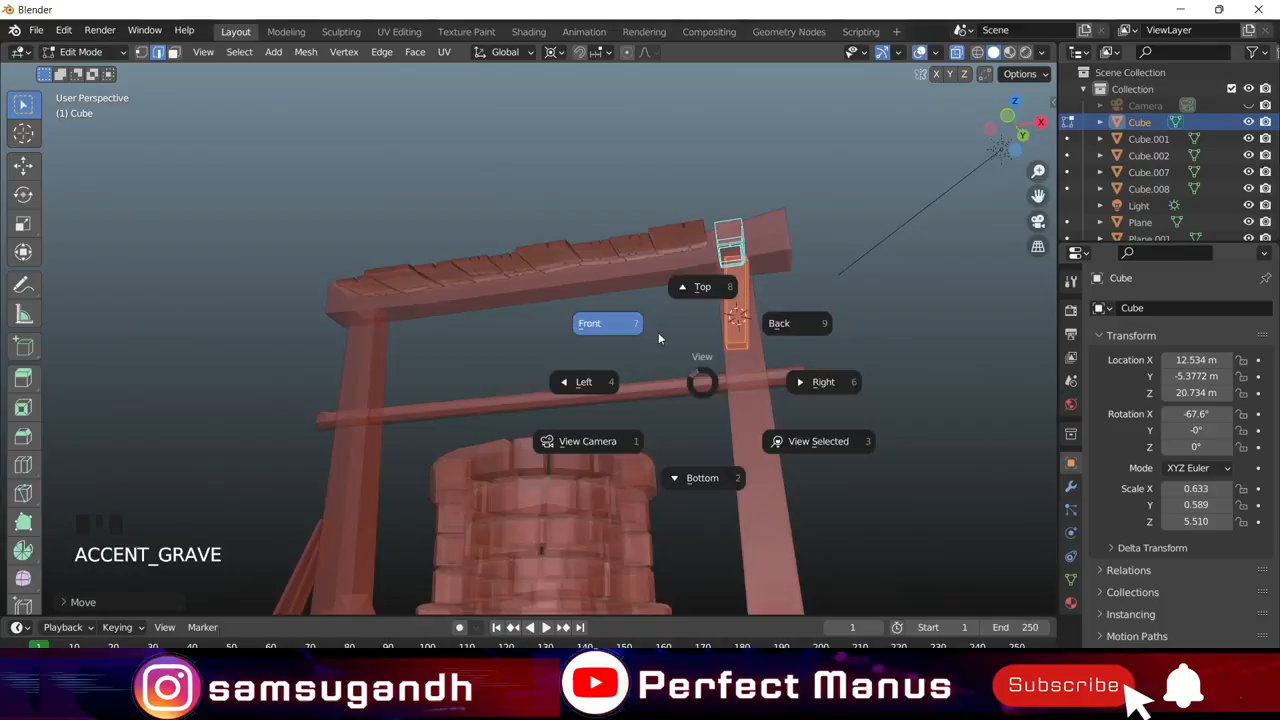 Blender
File Edit Render Window Help Layout Modeling Sculpting UV Editing Texture Paint Shading Animation Rendering Compositing Geometry Nodes Scripting + Scene ViewLayer
Edit Mode View Select Add Mesh Vertex Edge Face UV Global
X Y Z Options
User Perspective
(1) Cube
Z
X
Y
Scene Collection
Collection
Camera
Cube
Cube.001
Cube.002
Cube.007
Cube.008
Light
Plane
Plane.001
Top 8
Front 7
Back 9
View
Left 4
Right 6
View Camera 1
View Selected 3
Bottom 2
ACCENT_GRAVE
Move
Cube
Cube
Transform
Location X 12.534 m
Y -5.3772 m
Z 20.734 m
Rotation X -67.6°
Y -0°
Z 0°
Mode XYZ Euler
Scale X 0.633
Y 0.589
Z 5.510
Delta Transform
Relations
Collections
Instancing
Motion Paths
Playback Keying View Marker 1 Start 1 End 250
1
samsugandh
Perfect Manus
Subscribe